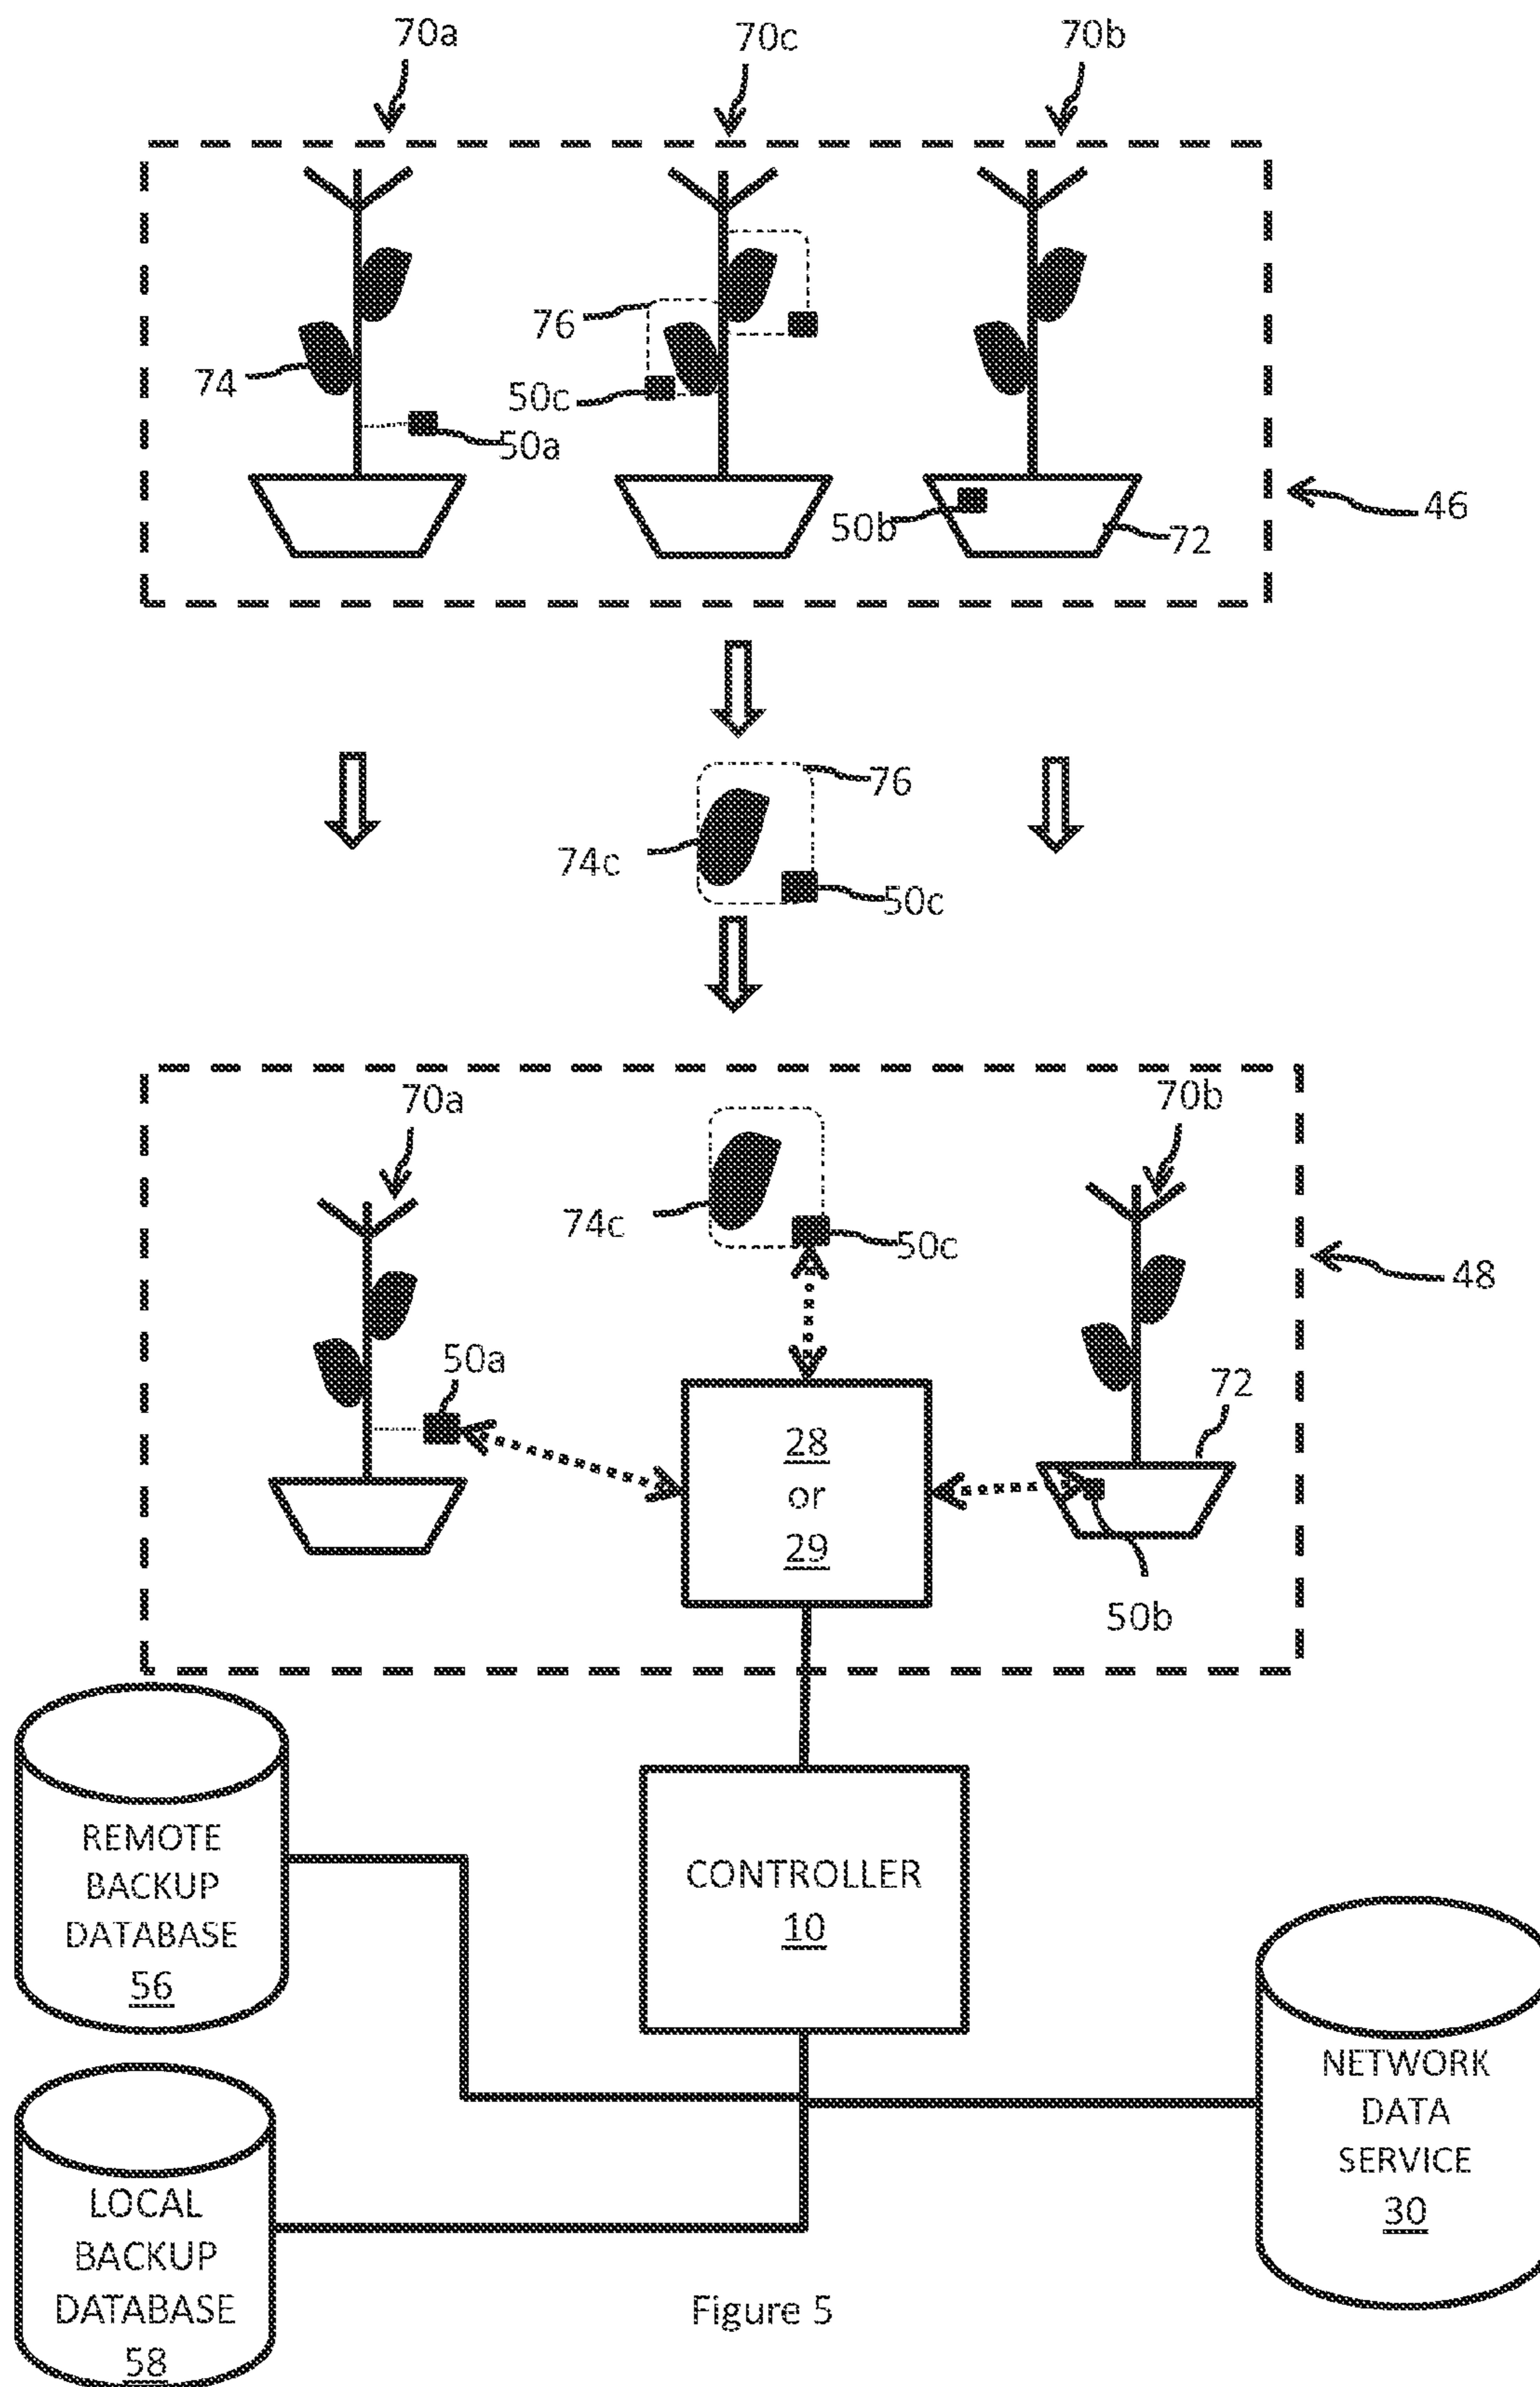 70a
70c
70b
76
74
50c
50a
50b
72
46
76
74c
50c
70a
70b
74c
50c
48
50a
72
28
or
29
50b
REMOTE
BACKUP
DATABASE
56
CONTROLLER
10
NETWORK
DATA
SERVICE
30
LOCAL
BACKUP
DATABASE
58
Figure 5